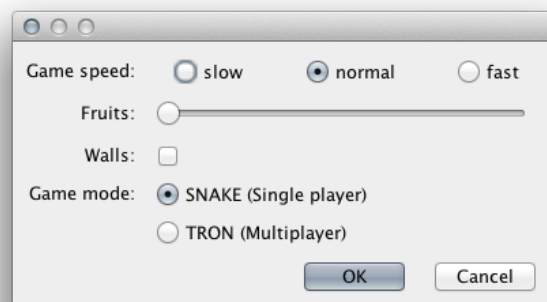 Game speed: slow normal fast
Fruits:
Walls:
Game mode: SNAKE (Single player)
TRON (Multiplayer)
OK Cancel